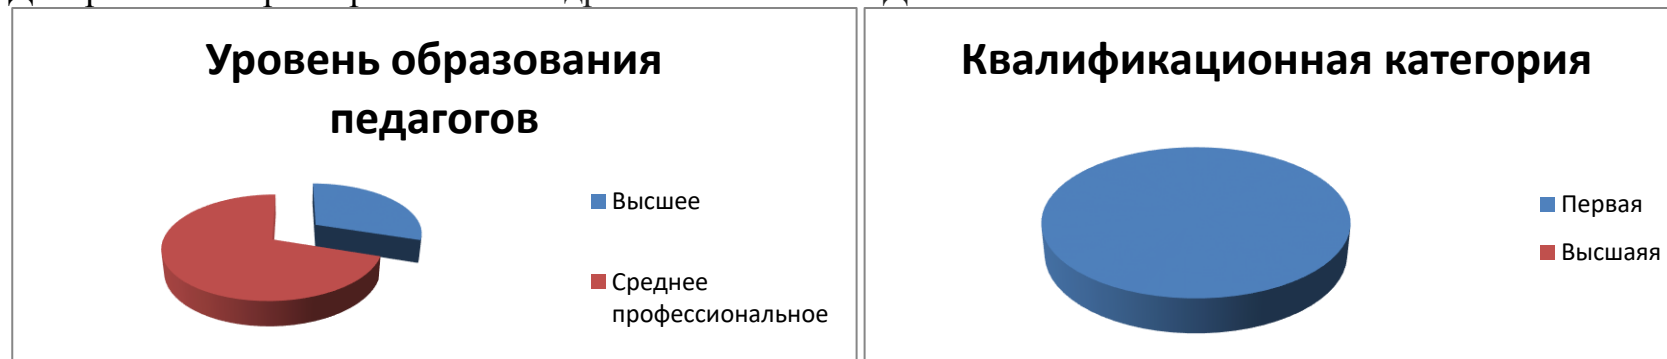 Уровень образования
педагогов
Высшее
Среднее
профессиональное
Квалификационная категория
Первая
Высшаяя